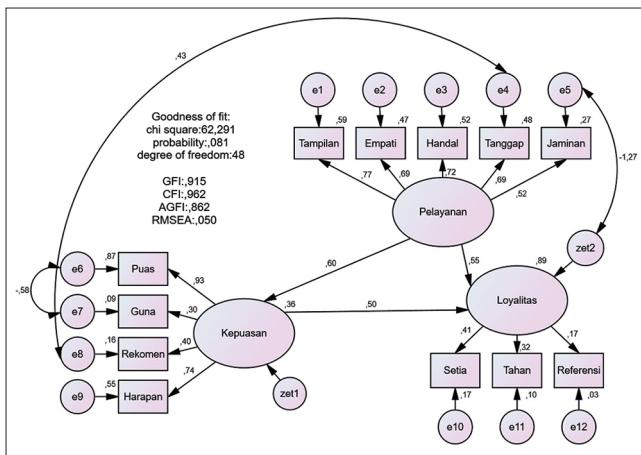 ,43
e1
e2
e3
e4
e5
Goodness of fit:
chi square:62,291
probability:,081
degree of freedom:48
GFI:,915
CFI:,962
AGFI:,862
RMSEA:,050
,59
,47
,52
,48
,27
Tampilan
Empati
Handal
Tanggap
Jaminan
-1,27
,77
,69
,72
,69
,52
Pelayanan
zet2
,60
,55
,89
e6
,87
Puas
,93
-,58
e7
,09
Guna
,30
,36
,50
Loyalitas
Kepuasan
e8
,16
Rekomen
,40
,41
,32
,17
e9
,55
Harapan
,74
Setia
Tahan
Referensi
zet1
,17
,10
,03
e10
e11
e12